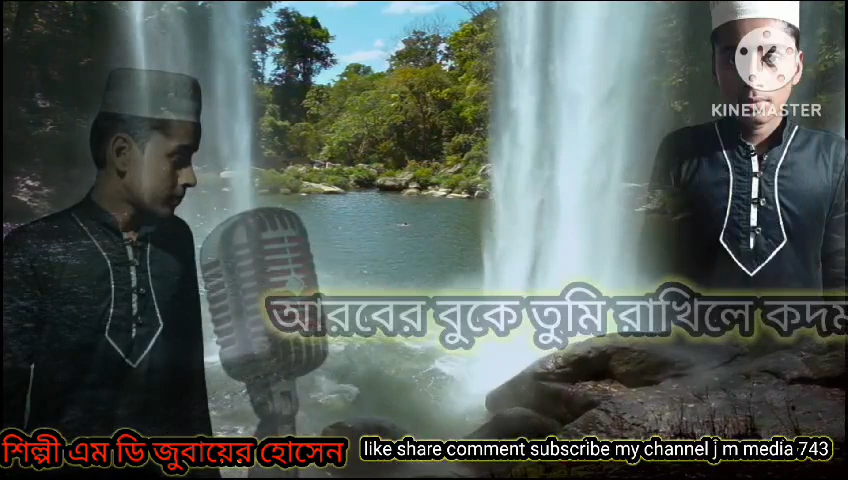 KINEMASTER
আরবের বুকে তুমি রাখিলে কদম
শিল্পী এম ডি জুবায়ের হোসেন
like share comment subscribe my channel j m media 743